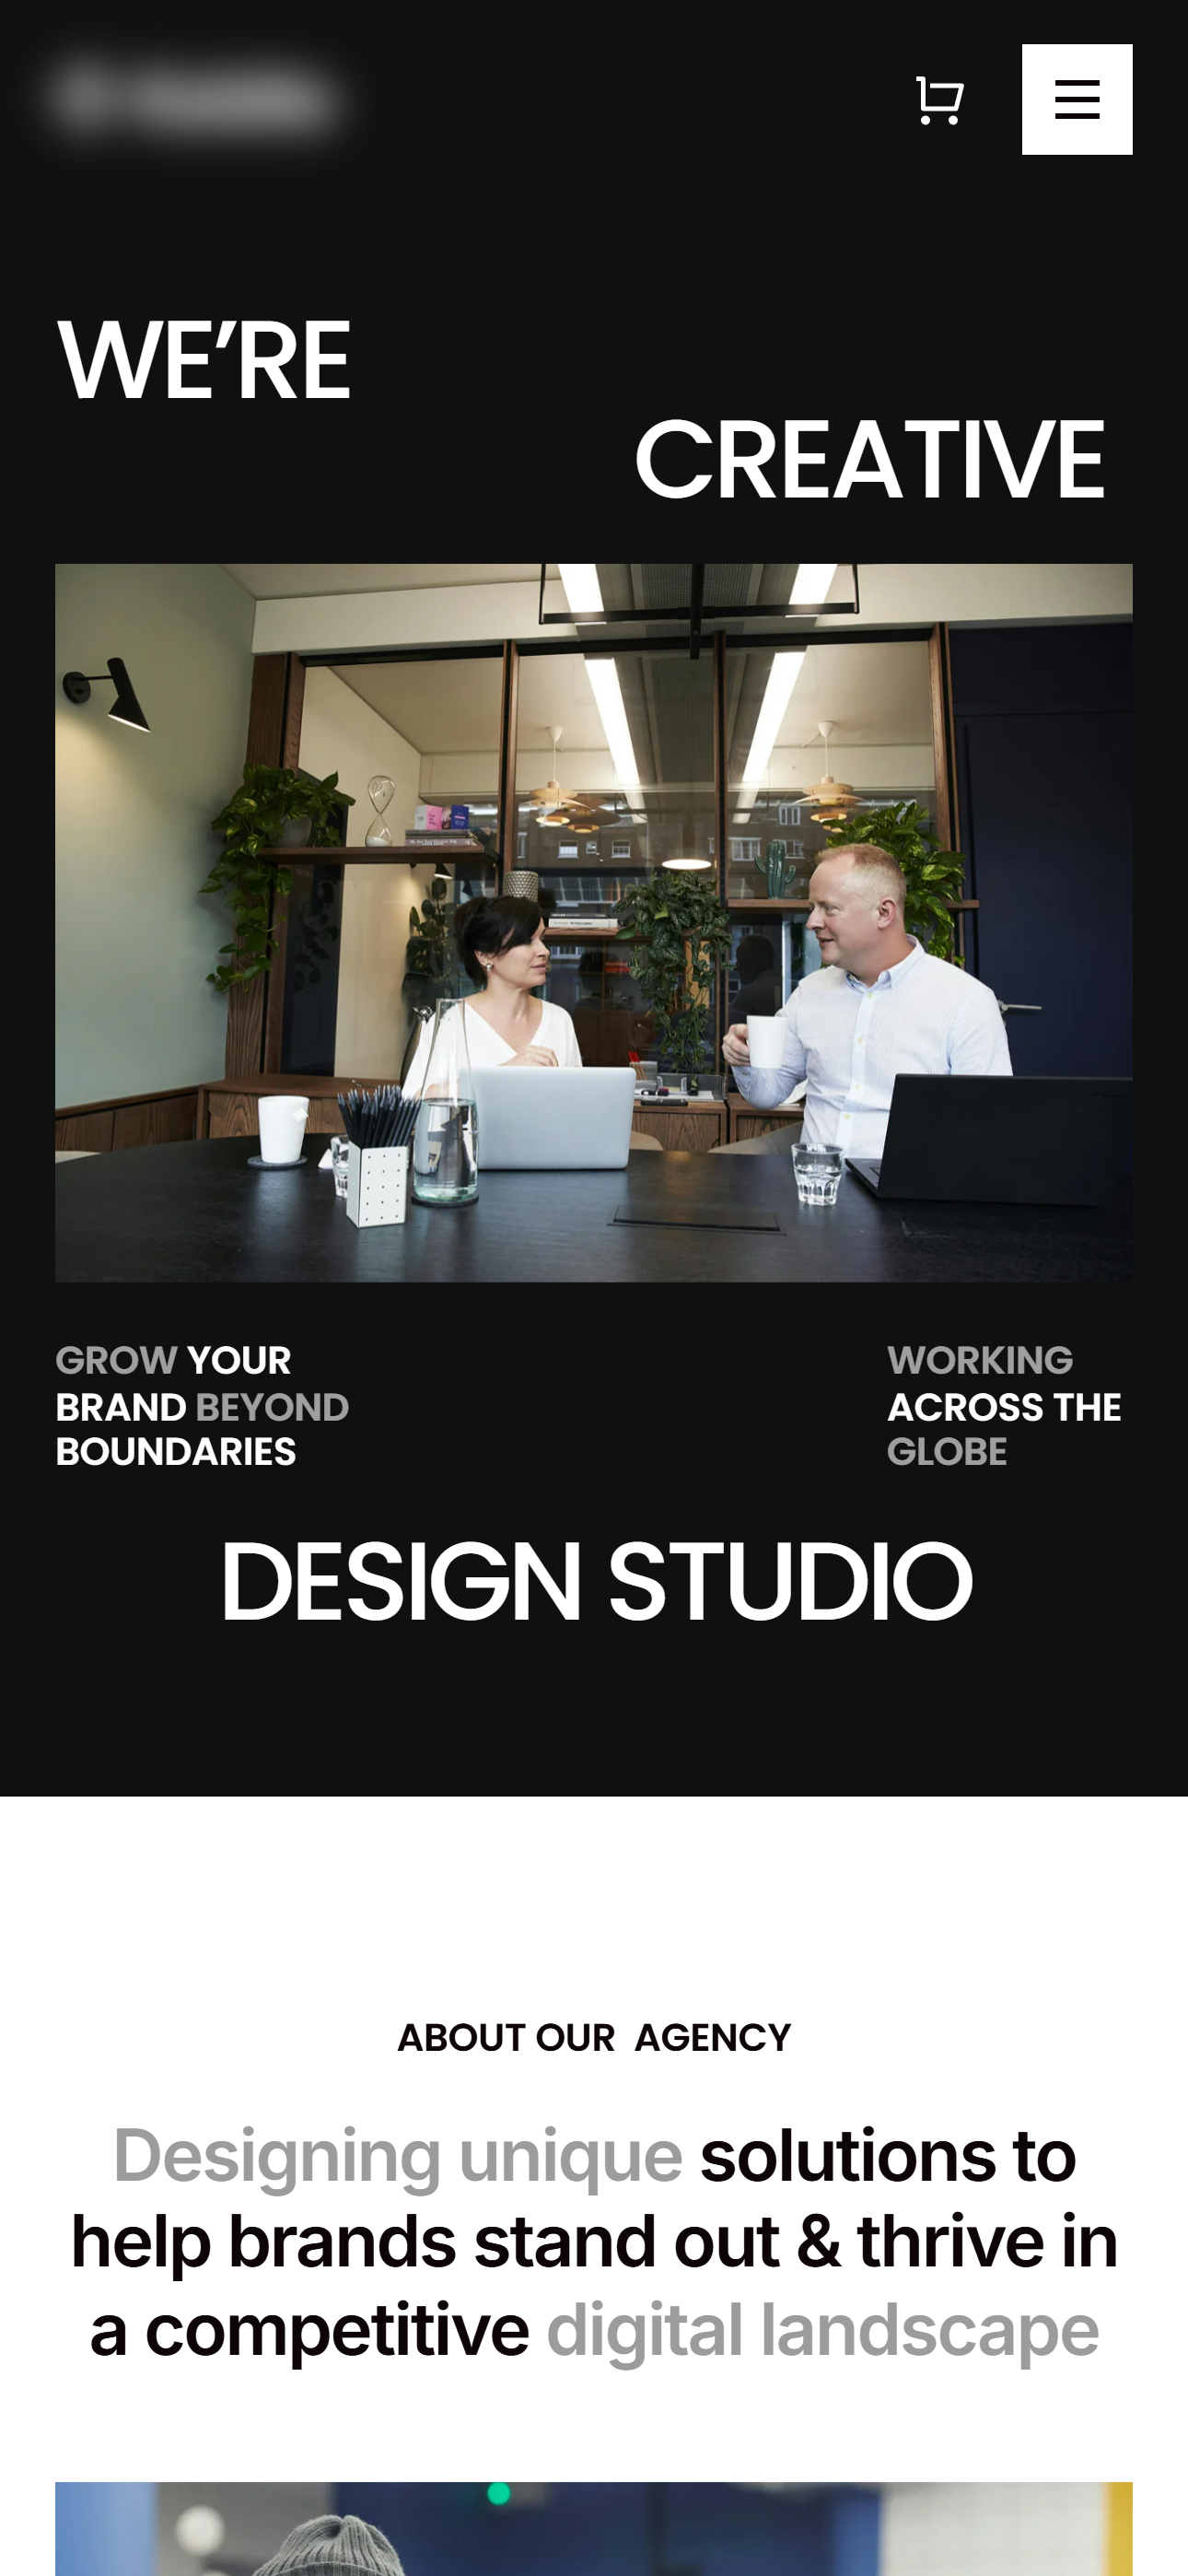 WE’RE
CREATIVE
GROW YOUR
BRAND BEYOND
BOUNDARIES
WORKING
ACROSS THE
GLOBE
DESIGN STUDIO
ABOUT OUR  AGENCY
Designing unique solutions to
help brands stand out & thrive in
a competitive digital landscape